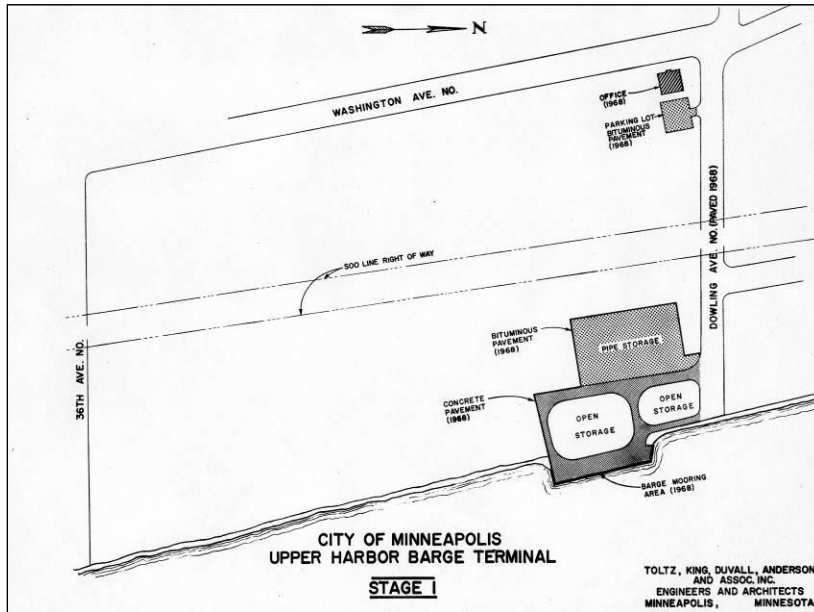 N
WASHINGTON AVE. NO.
OFFICE
(1968)
PARKING LOT
BITUMINOUS
PAVEMENT
(1968)
DOWLING AVE. NO. (PAVED 1968)
SOO LINE RIGHT OF WAY
36TH AVE. NO.
BITUMINOUS
PAVEMENT
(1968)
PIPE STORAGE
CONCRETE
PAVEMENT
(1968)
OPEN
STORAGE
OPEN
STORAGE
BARGE MOORING
AREA (1968)
CITY OF MINNEAPOLIS
UPPER HARBOR BARGE TERMINAL
STAGE I
TOLTZ, KING, DUVALL, ANDERSON
AND ASSOC. INC.
ENGINEERS AND ARCHITECTS
MINNEAPOLIS, MINNESOTA